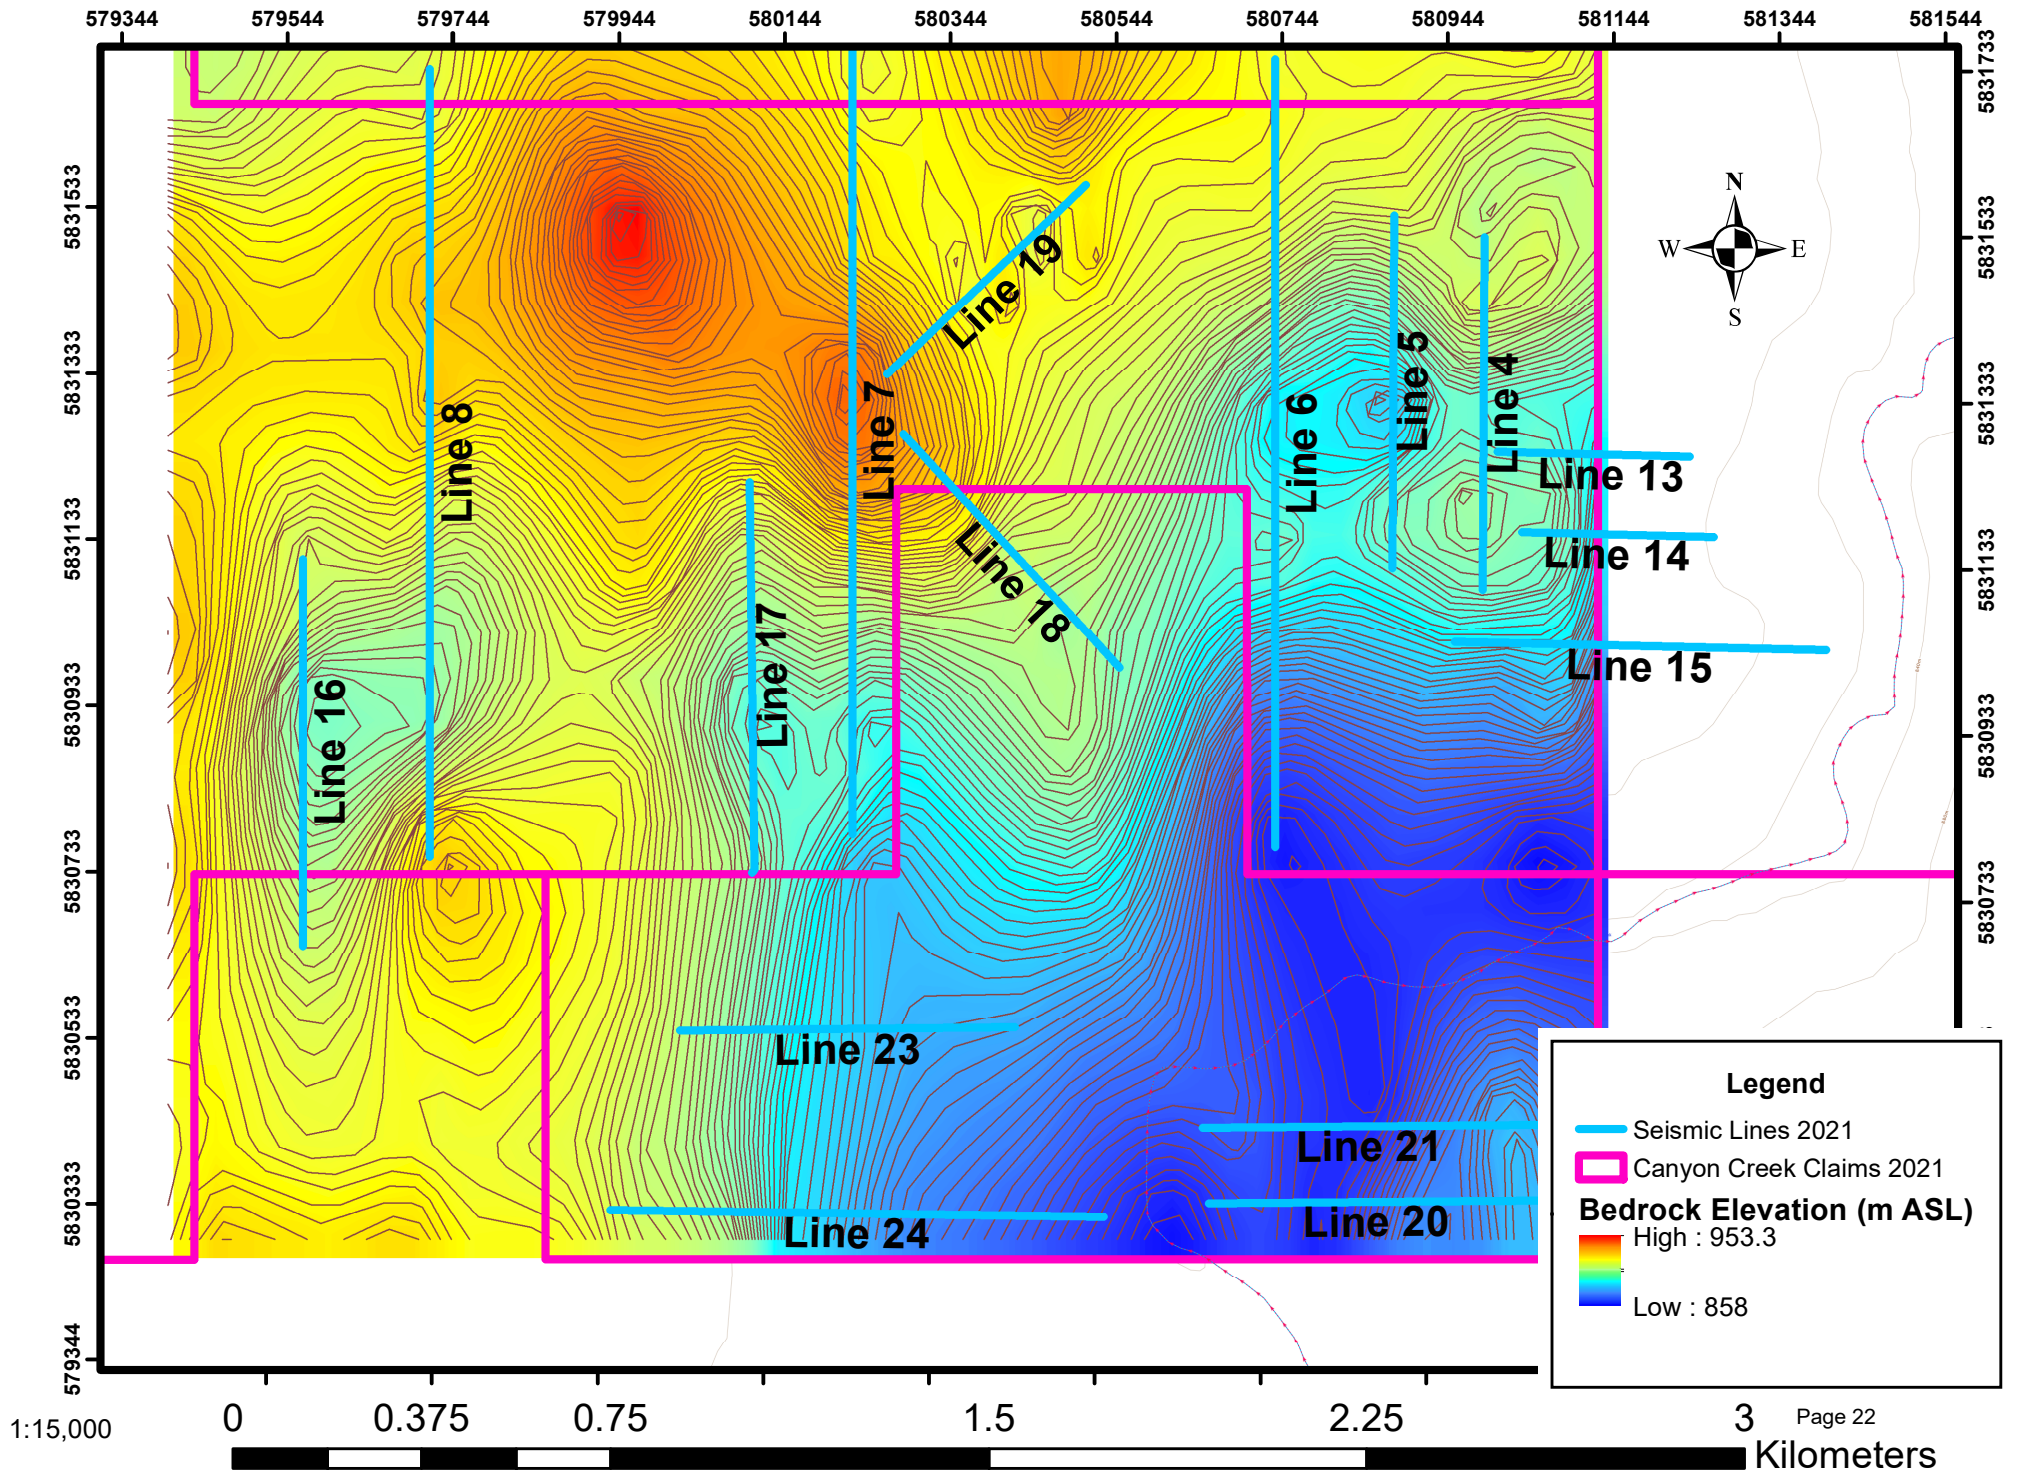 579344 579544 579744 579944 580144 580344 580544 580744 580944 581144 581344 581544
5831733
5831533
5831333
5831133
5830933
5830733
5831533
5831333
5831133
5830933
5830733
5830533
5830333
579344
N
W E
S
Line 19
Line 8
Line 7
Line 6
Line 5
Line 4
Line 13
Line 14
Line 15
Line 18
Line 17
Line 16
Line 23
Line 21
Line 24
Line 20
Legend
Seismic Lines 2021
Canyon Creek Claims 2021
Bedrock Elevation (m ASL)
High : 953.3
Low : 858
1:15,000
0 0.375 0.75 1.5 2.25 3
Kilometers
Page 22